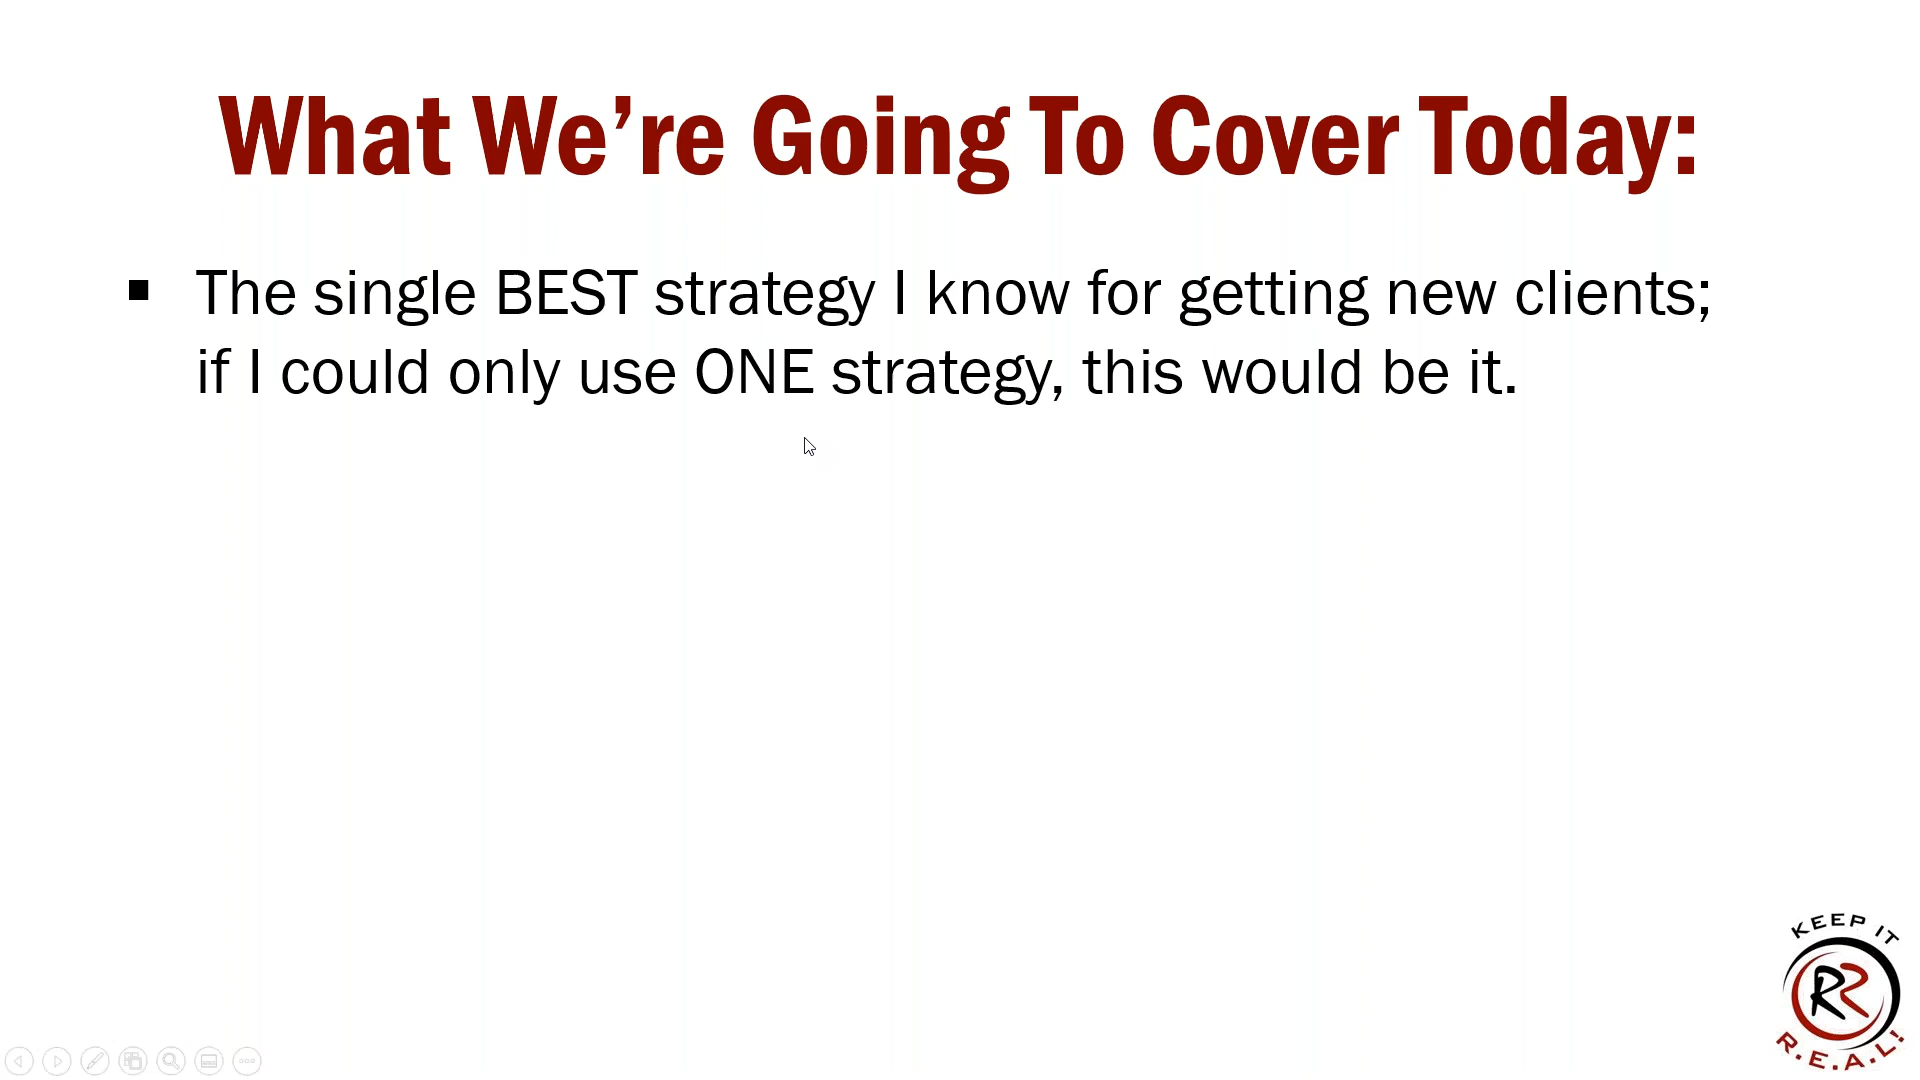 What We’re Going To Cover Today:
The single BEST strategy I know for getting new clients;
if I could only use ONE strategy, this would be it.
KEEP IT
RR
R.E.A.L!